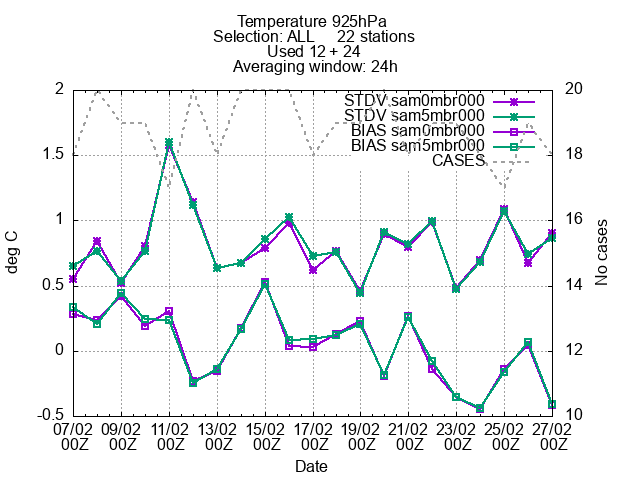 Temperature 925hPa
Selection: ALL 22 stations
Used 12 + 24
Averaging window: 24h
2 20
STDV sam0mbr000
STDV sam5mbr000
BIAS sam0mbr000
BIAS sam5mbr000
CASES
1.5 18
1 16
0.5 14
0 12
-0.5 10
deg C
No cases
07/02 09/02 11/02 13/02 15/02 17/02 19/02 21/02 23/02 25/02 27/02
00Z 00Z 00Z 00Z 00Z 00Z 00Z 00Z 00Z 00Z 00Z
Date